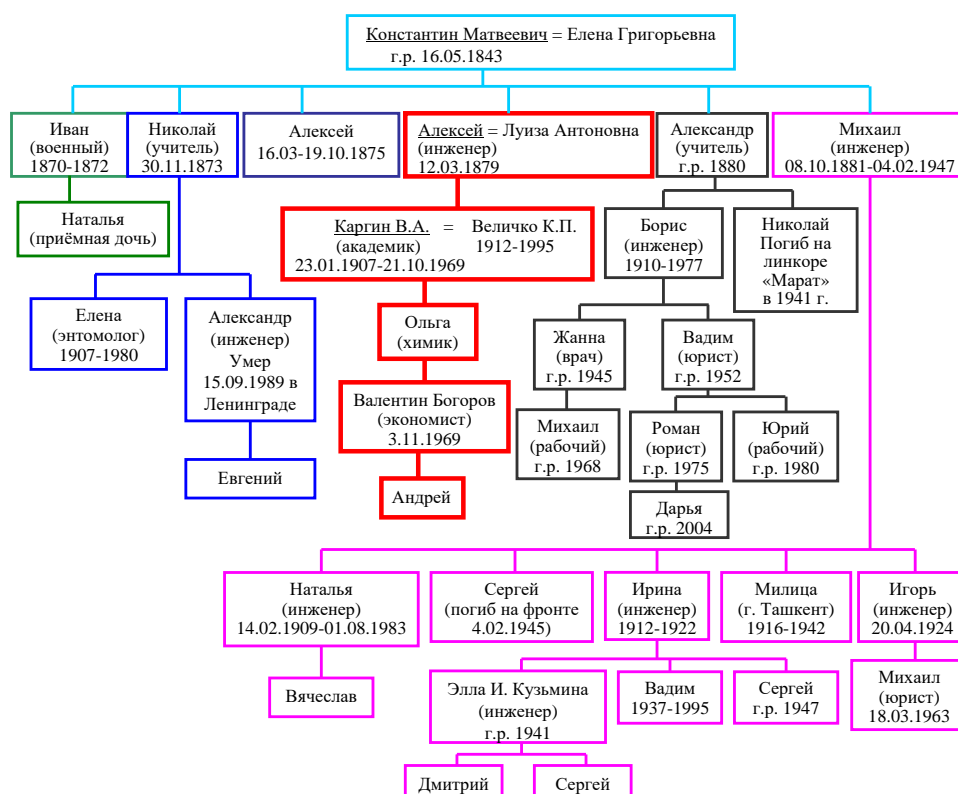 Константин Матвеевич = Елена Григорьевна
г.р. 16.05.1843
Иван
(военный)
1870-1872
Николай
(учитель)
30.11.1873
Алексей
16.03-19.10.1875
Алексей = Луиза Антоновна
(инженер)
12.03.1879
Александр
(учитель)
г.р. 1880
Михаил
(инженер)
08.10.1881-04.02.1947
Наталья
(приёмная дочь)
Каргин В.А. = Величко К.П.
(академик) 1912-1995
23.01.1907-21.10.1969
Борис
(инженер)
1910-1977
Николай
Погиб на
линкоре
«Марат»
в 1941 г.
Елена
(энтомолог)
1907-1980
Александр
(инженер)
Умер
15.09.1989 в
Ленинграде
Ольга
(химик)
Жанна
(врач)
г.р. 1945
Вадим
(юрист)
г.р. 1952
Валентин Богоров
(экономист)
3.11.1969
Михаил
(рабочий)
г.р. 1968
Роман
(юрист)
г.р. 1975
Юрий
(рабочий)
г.р. 1980
Евгений
Андрей
Дарья
г.р. 2004
Наталья
(инженер)
14.02.1909-01.08.1983
Сергей
(погиб на фронте
4.02.1945)
Ирина
(инженер)
1912-1922
Милица
(г. Ташкент)
1916-1942
Игорь
(инженер)
20.04.1924
Вячеслав
Элла И. Кузьмина
(инженер)
г.р. 1941
Вадим
1937-1995
Сергей
г.р. 1947
Михаил
(юрист)
18.03.1963
Дмитрий
Сергей